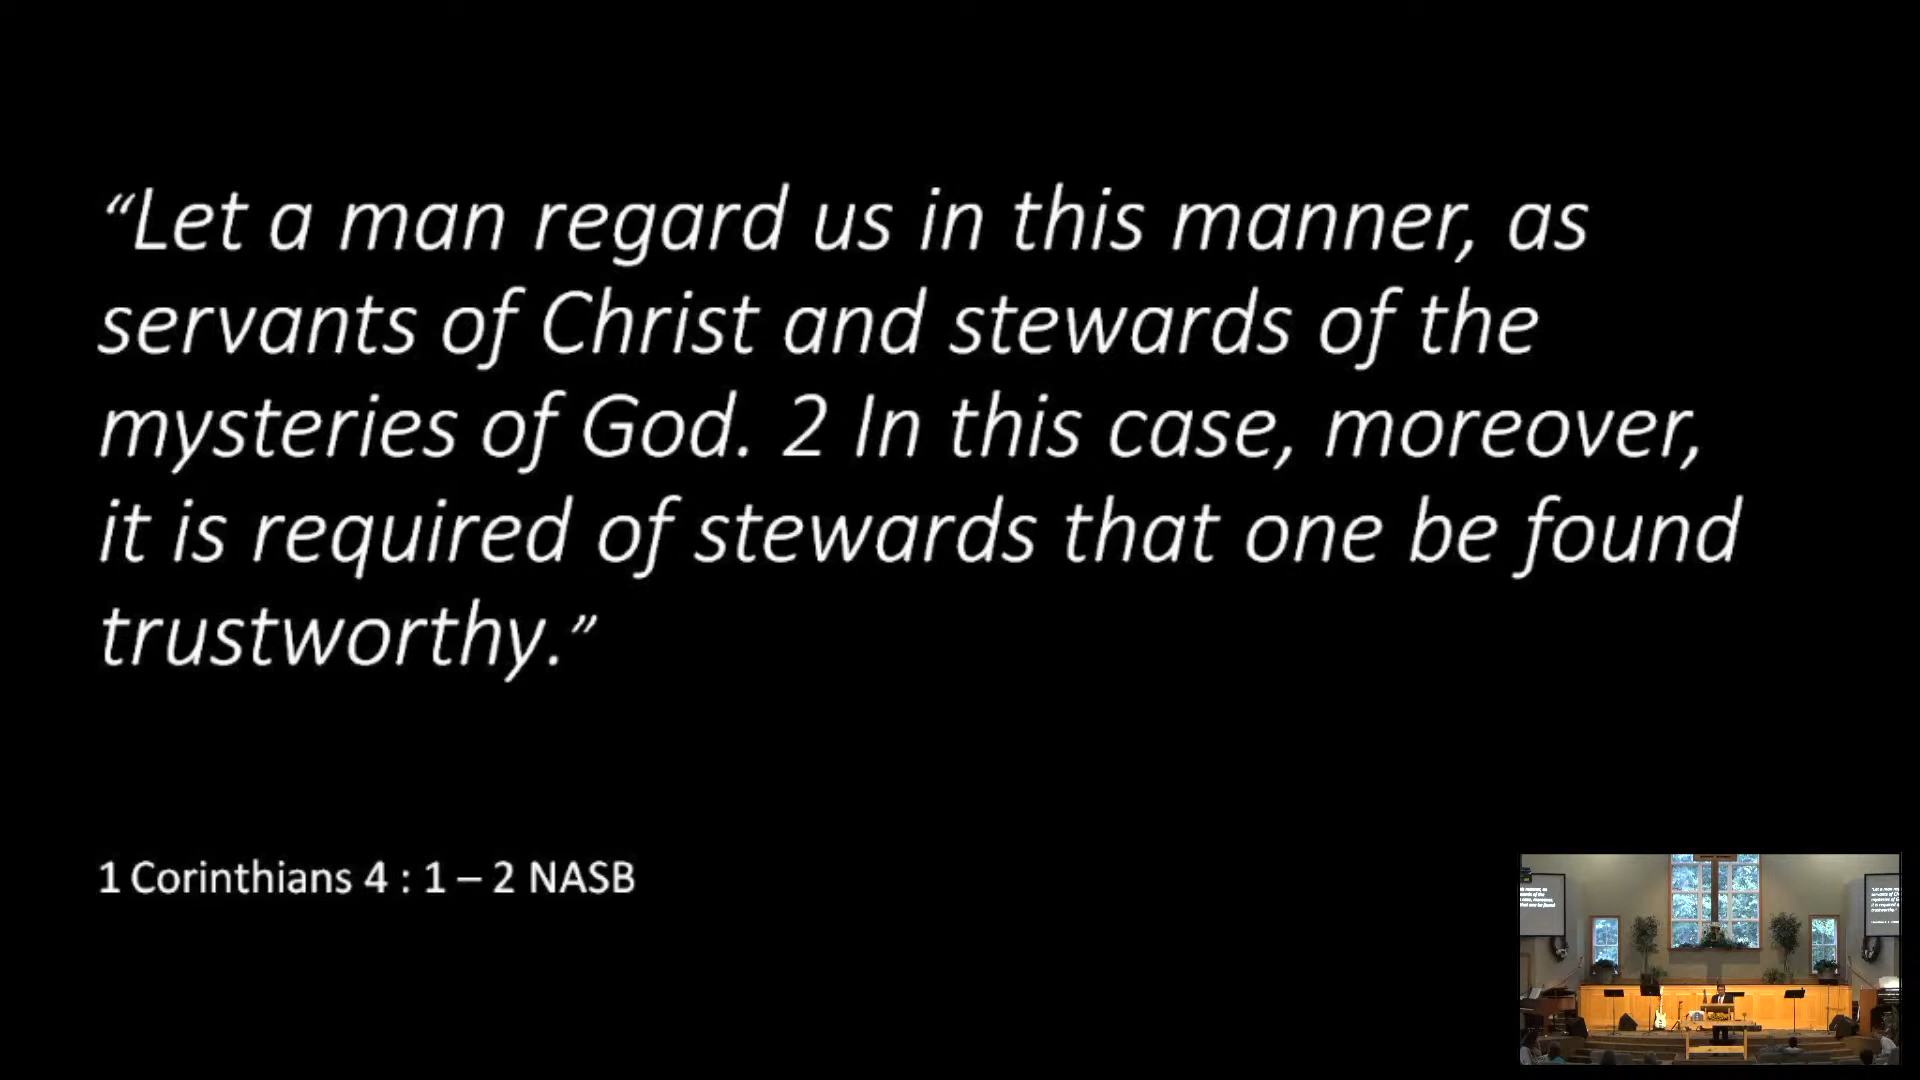 “Let a man regard us in this manner, as
servants of Christ and stewards of the
mysteries of God. 2 In this case, moreover,
it is required of stewards that one be found
trustworthy.”
1 Corinthians 4 : 1 – 2 NASB